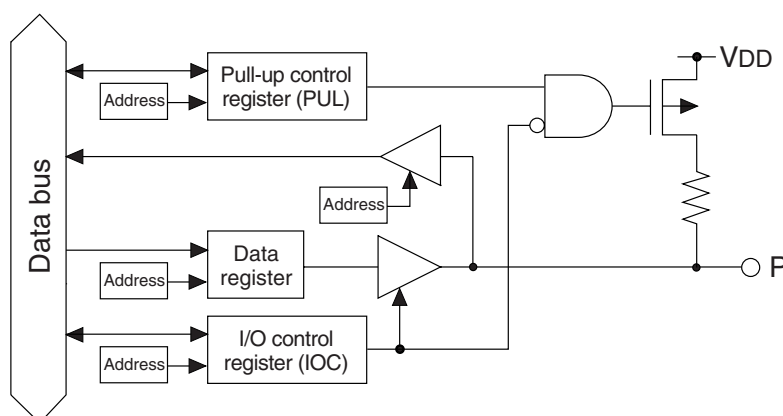 VDD
Pull-up control
register (PUL)
Address
Address
Data bus
Data
register
Address
P
I/O control
register (IOC)
Address